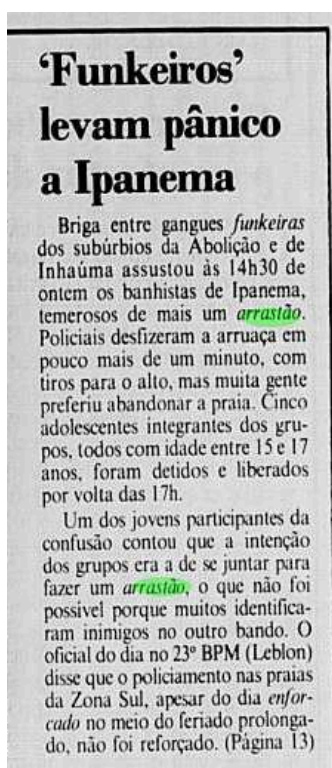 'Funkeiros'
levam pânico
a Ipanema
Briga entre gangues funkeiras
dos subúrbios da Abolição e de
Inhaúma assustou às 14h30 de
ontem os banhistas de Ipanema,
temerosos de mais um arrastão.
Policiais desfizeram a arruaça em
pouco mais de um minuto, com
tiros para o alto, mas muita gente
preferiu abandonar a praia. Cinco
adolescentes integrantes dos gru-
pos, todos com idade entre 15 e 17
anos, foram detidos e liberados
por volta das 17h.
Um dos jovens participantes da
confusão contou que a intenção
dos grupos era a de se juntar para
fazer um arrastão, o que não foi
possível porque muitos identifica-
ram inimigos no outro bando. O
oficial do dia no 23º BPM (Leblon)
disse que o policiamento nas praias
da Zona Sul, apesar do dia enfor-
cado no meio do feriado prolonga-
do, não foi reforçado. (Página 13)